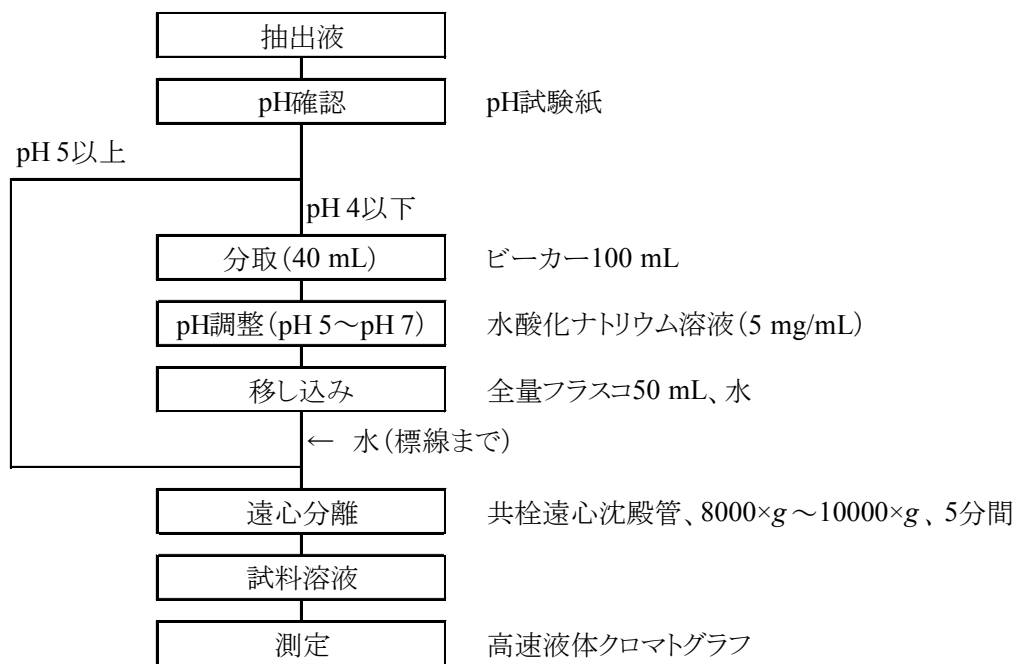 抽出液
pH確認 pH試験紙
pH 5以上
pH 4以下
分取(40 mL) ビーカー100 mL
pH調整(pH 5～pH 7) 水酸化ナトリウム溶液(5 mg/mL)
移し込み 全量フラスコ50 mL、水
← 水(標線まで)
遠心分離 共栓遠心沈殿管、8000×g～10000×g、5分間
試料溶液
測定 高速液体クロマトグラフ